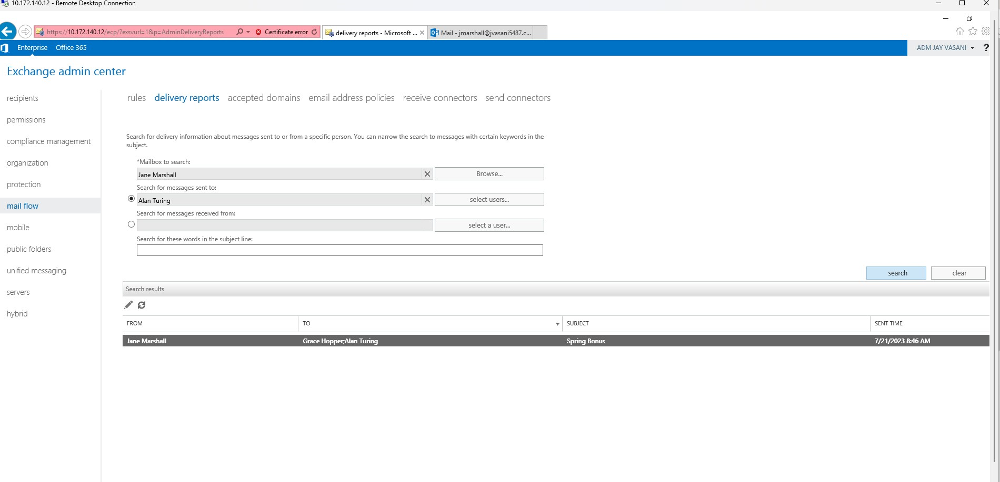 10.172.140.12 - Remote Desktop Connection
https://10.172.140.12/ecp/?exsvurl=1&p=AdminDeliveryReports Certificate error delivery reports - Microsoft ... Mail - jmarshall@jvasani5487.c...
Enterprise Office 365 ADM JAY VASANI ?
Exchange admin center
recipients
permissions
compliance management
organization
protection
mail flow
mobile
public folders
unified messaging
servers
hybrid
rules delivery reports accepted domains email address policies receive connectors send connectors
Search for delivery information about messages sent to or from a specific person. You can narrow the search to messages with certain keywords in the
subject.
*Mailbox to search:
Jane Marshall Browse...
Search for messages sent to:
Alan Turing select users...
Search for messages received from:
select a user...
Search for these words in the subject line:
search clear
Search results
FROM TO SUBJECT SENT TIME
Jane Marshall Grace Hopper;Alan Turing Spring Bonus 7/21/2023 8:46 AM